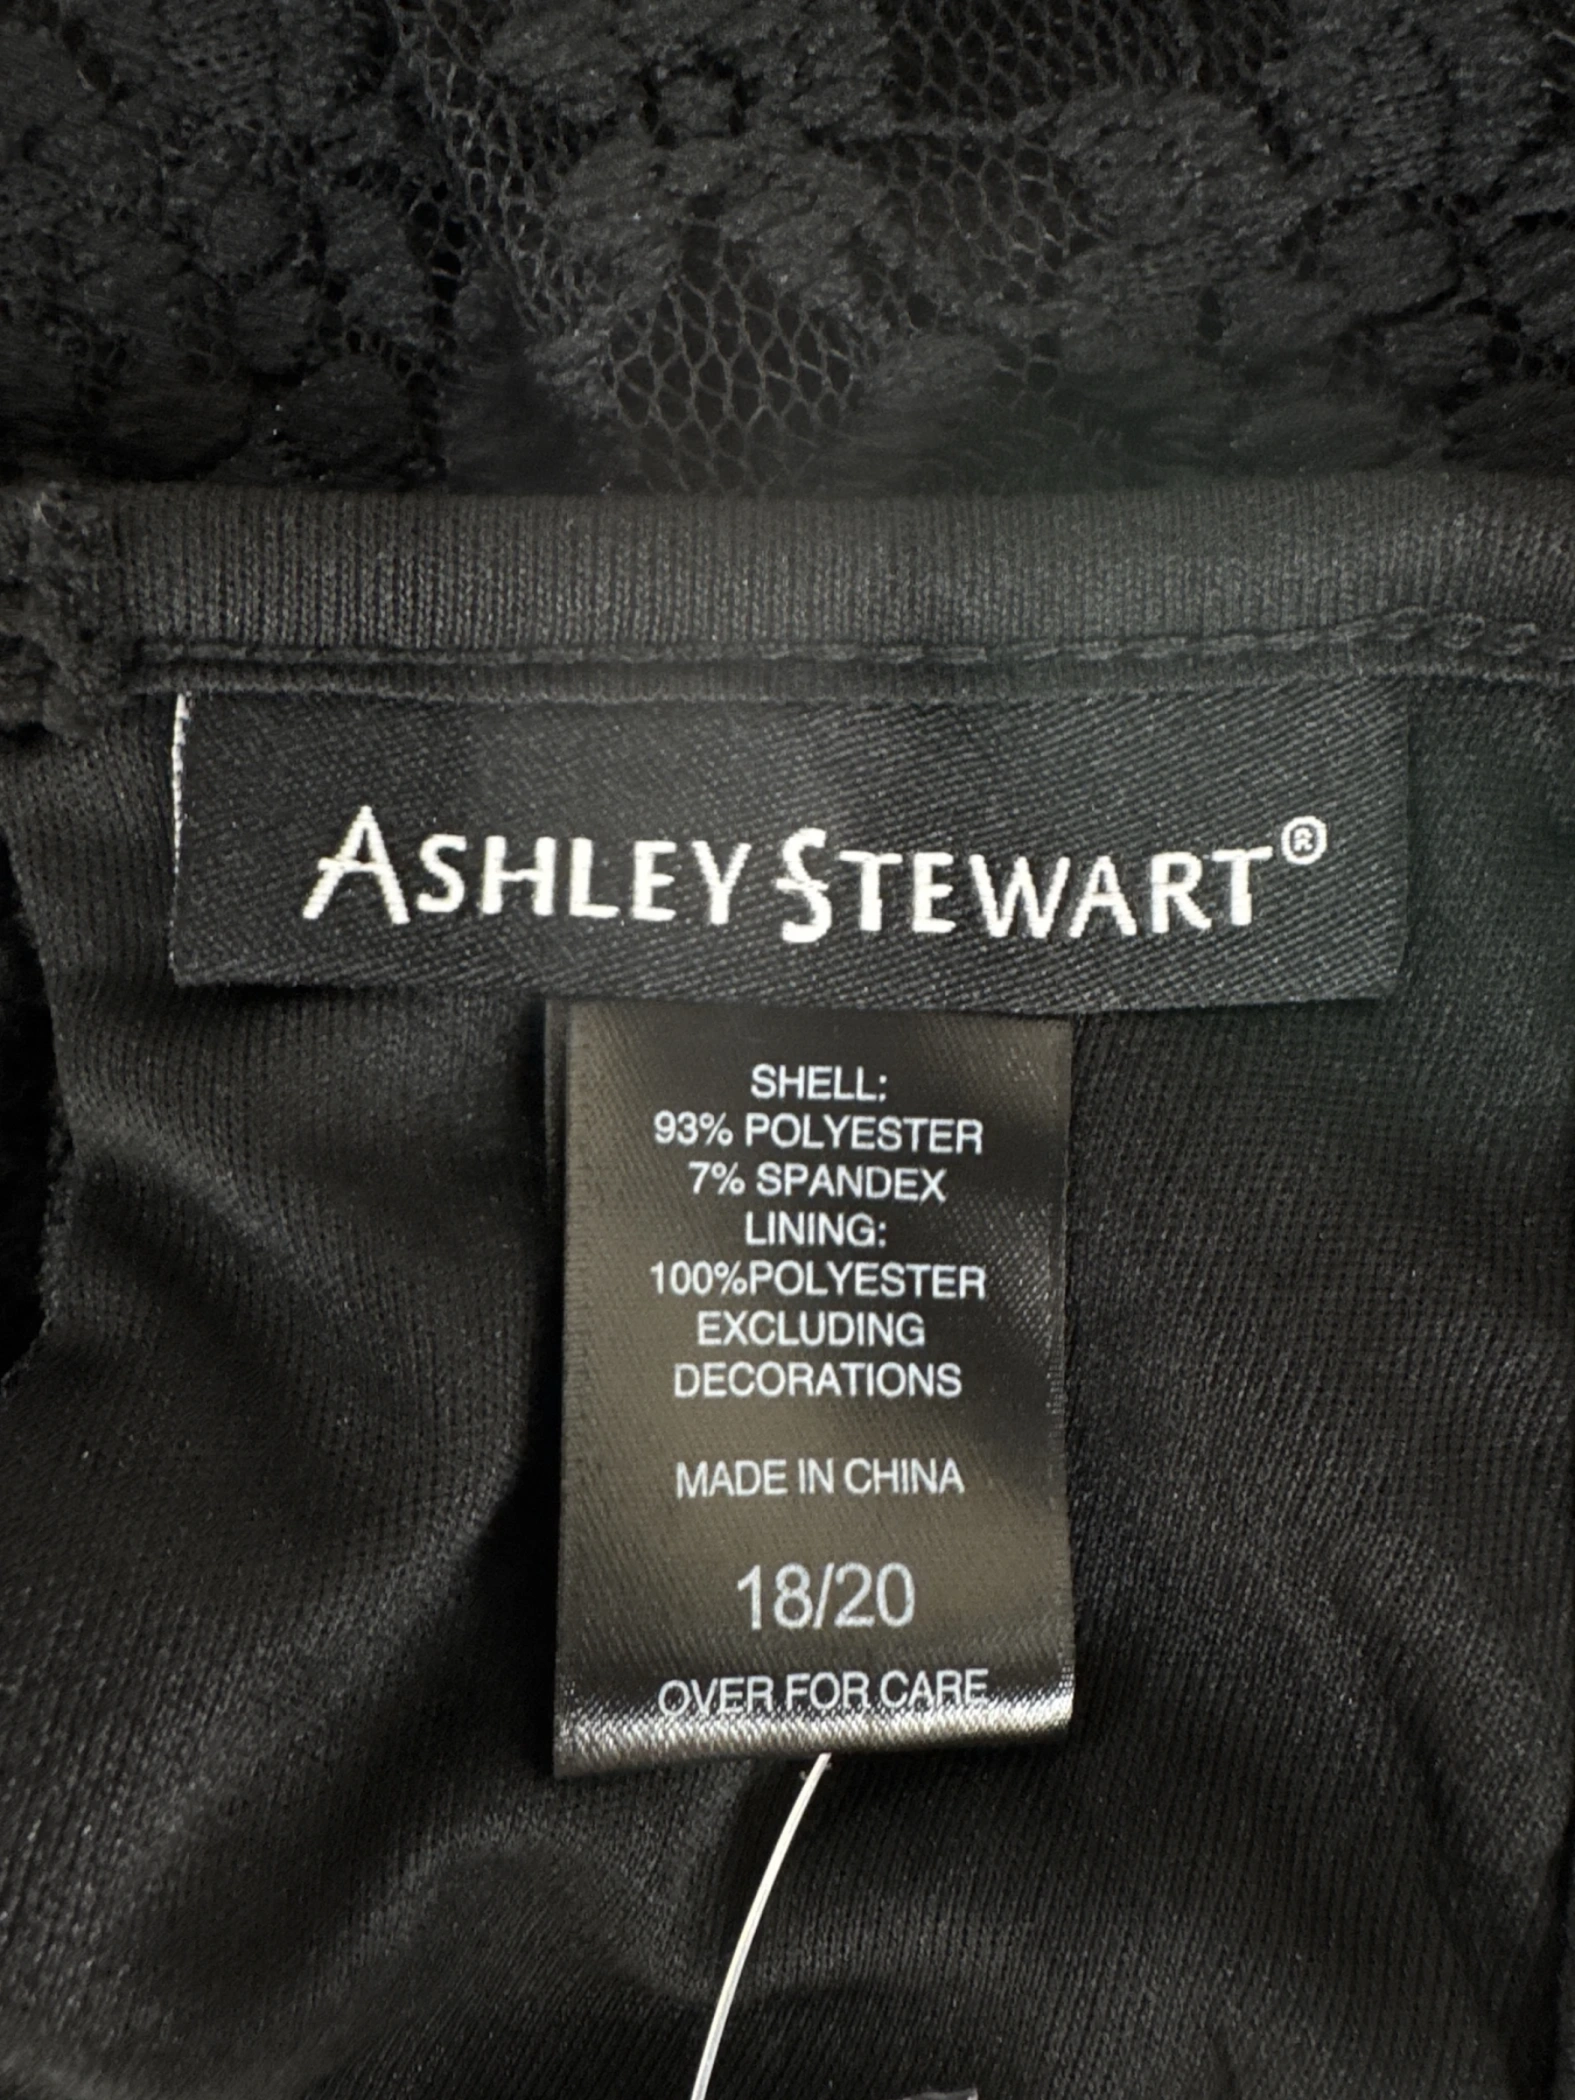 ASHLEY STEWART®
SHELL:
93% POLYESTER
7% SPANDEX
LINING:
100%POLYESTER
EXCLUDING
DECORATIONS
MADE IN CHINA
18/20
OVER FOR CARE